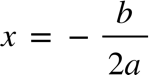 x = − b/2a